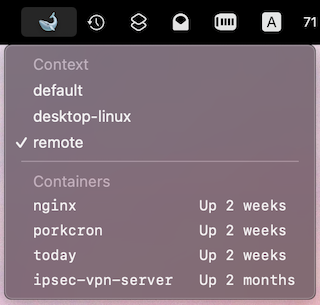 A 71
Context
default
desktop-linux
✓ remote
Containers
nginx Up 2 weeks
porkcron Up 2 weeks
today Up 2 weeks
ipsec-vpn-server Up 2 months